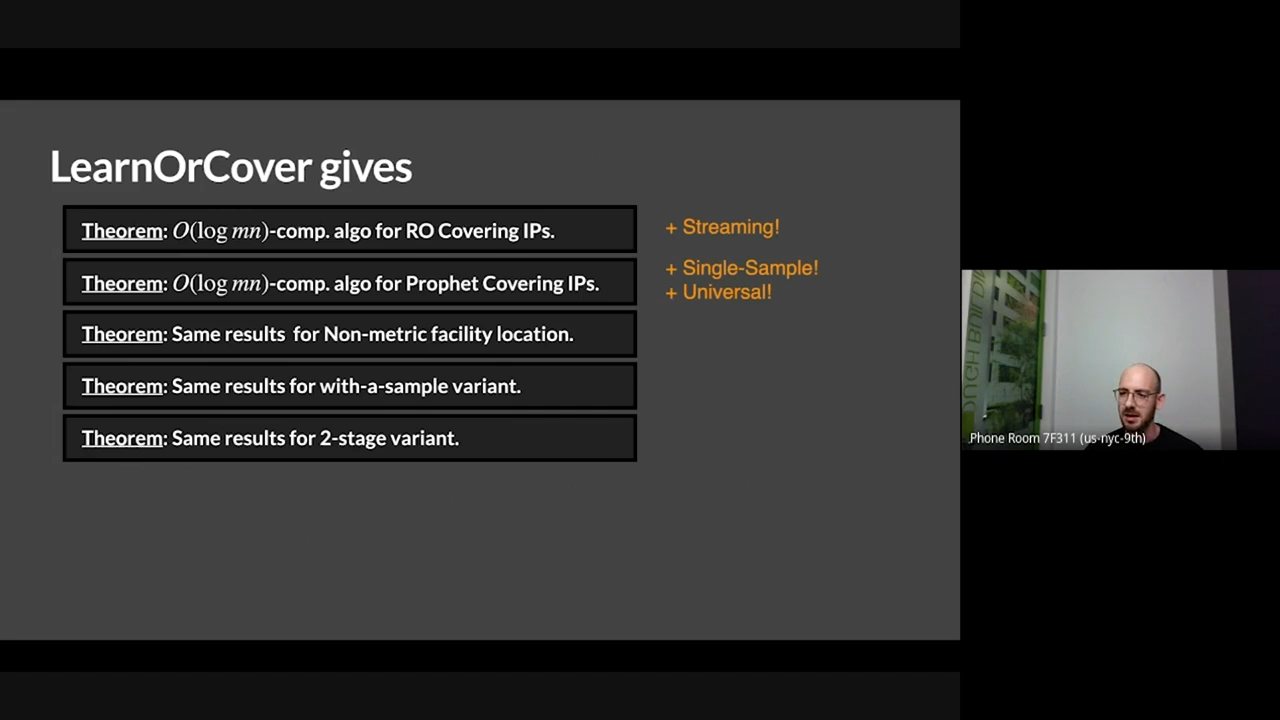 LearnOrCover gives
Theorem: O(log mn)-comp. algo for RO Covering IPs.
+ Streaming!
Theorem: O(log mn)-comp. algo for Prophet Covering IPs.
+ Single-Sample!
+ Universal!
Theorem: Same results for Non-metric facility location.
Theorem: Same results for with-a-sample variant.
Theorem: Same results for 2-stage variant.
Phone Room 7F311 (us-nyc-9th)